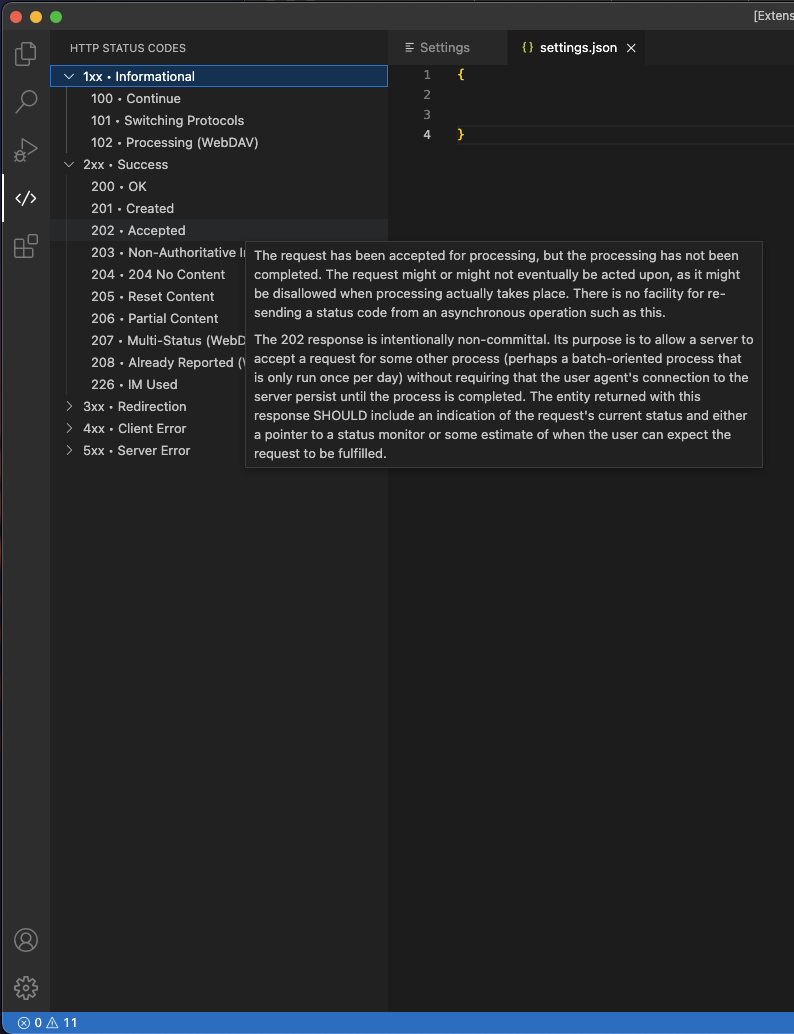 [Extens
HTTP STATUS CODES
1xx • Informational
100 • Continue
101 • Switching Protocols
102 • Processing (WebDAV)
2xx • Success
200 • OK
201 • Created
202 • Accepted
203 • Non-Authoritative I
204 • 204 No Content
205 • Reset Content
206 • Partial Content
207 • Multi-Status (WebD
208 • Already Reported (
226 • IM Used
3xx • Redirection
4xx • Client Error
5xx • Server Error
Settings
{} settings.json
1 {
2
3
4 }
The request has been accepted for processing, but the processing has not been
completed. The request might or might not eventually be acted upon, as it might
be disallowed when processing actually takes place. There is no facility for re-
sending a status code from an asynchronous operation such as this.
The 202 response is intentionally non-committal. Its purpose is to allow a server to
accept a request for some other process (perhaps a batch-oriented process that
is only run once per day) without requiring that the user agent's connection to the
server persist until the process is completed. The entity returned with this
response SHOULD include an indication of the request's current status and either
a pointer to a status monitor or some estimate of when the user can expect the
request to be fulfilled.
0 11